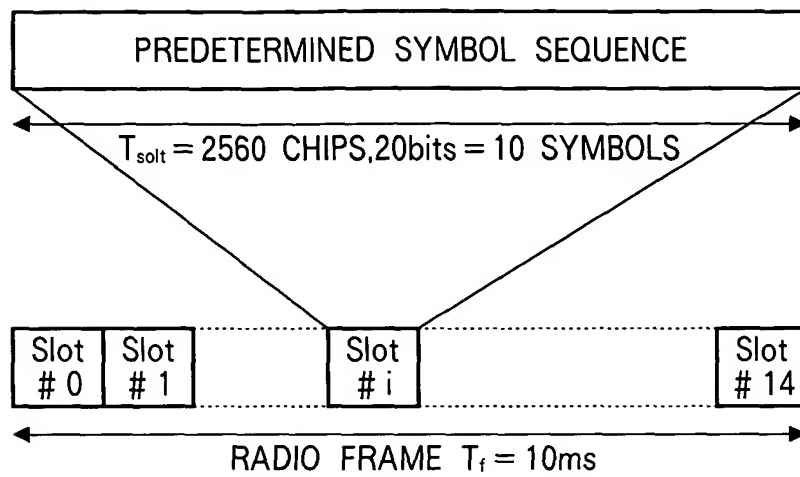 PREDETERMINED SYMBOL SEQUENCE
Tsolt = 2560 CHIPS,20bits = 10 SYMBOLS
Slot Slot Slot Slot
# 0 # 1 # i # 14
RADIO FRAME Tf = 10ms